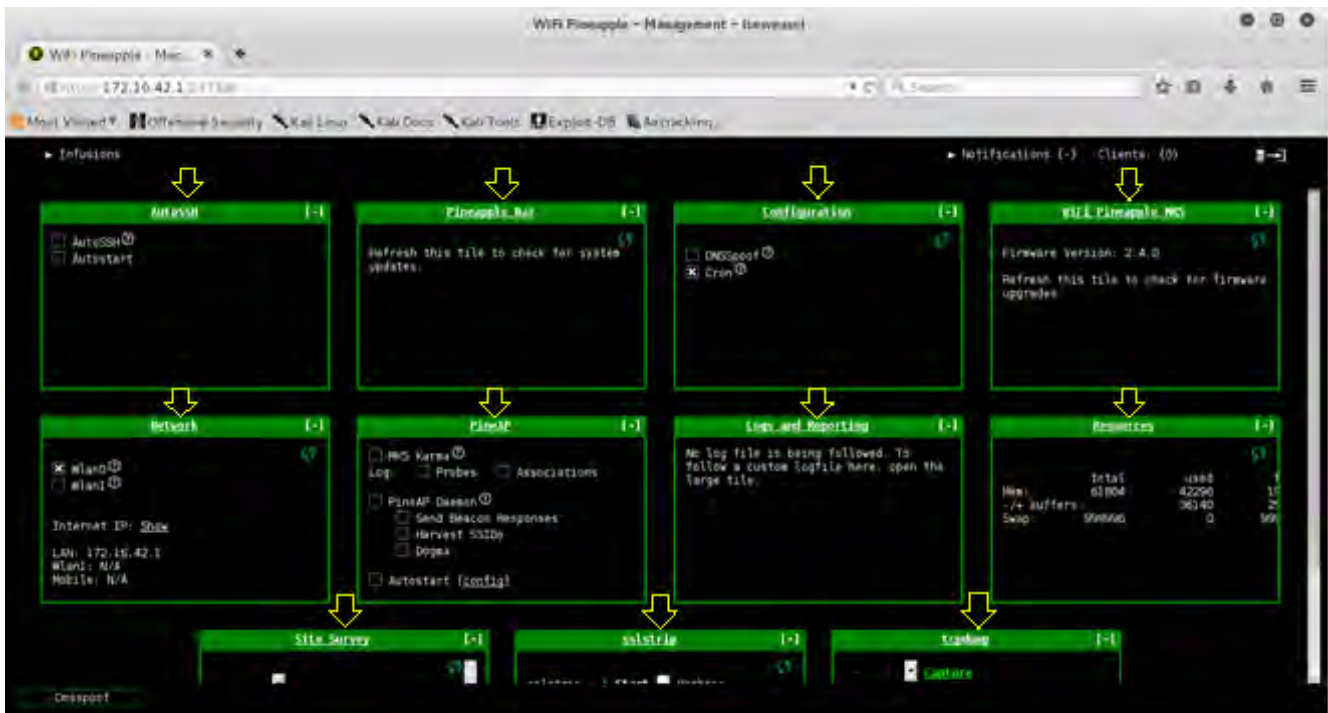 WiFi Pineapple - Management - Iceweasel
WiFi Pineapple - Man...
172.16.42.1
Search
Most Visited Offensive Security Kali Linux Kali Docs Kali Tools Exploit-DB Aircrack-ng
Infusions
Notifications [-] Clients: (0)
AutoSSH [-]
AutoSSH
Autostart
Pineapple Bar [-]
Refresh this tile to check for system
updates.
Configuration [-]
DNSSpoof
Cron
WiFi Pineapple MK5 [-]
Firmware Version: 2.4.0
Refresh this tile to check for firmware
upgrades
Network [-]
wlan0
wlan1
Internet IP: Show
LAN: 172.16.42.1
Wlan1: N/A
Mobile: N/A
PineAP [-]
MK5 Karma
Log: Probes Associations
PineAP Daemon
Send Beacon Responses
Harvest SSIDs
Dogma
Autostart (config)
Logs and Reporting [-]
No log file is being followed. To
follow a custom logfile here, open the
large tile.
Resources [-]
total used
Mem: 61804 42296
-/+ buffers 36140
Swap: 0
Site Survey [-]
sslstrip [-]
Start
tcpdump [-]
Capture